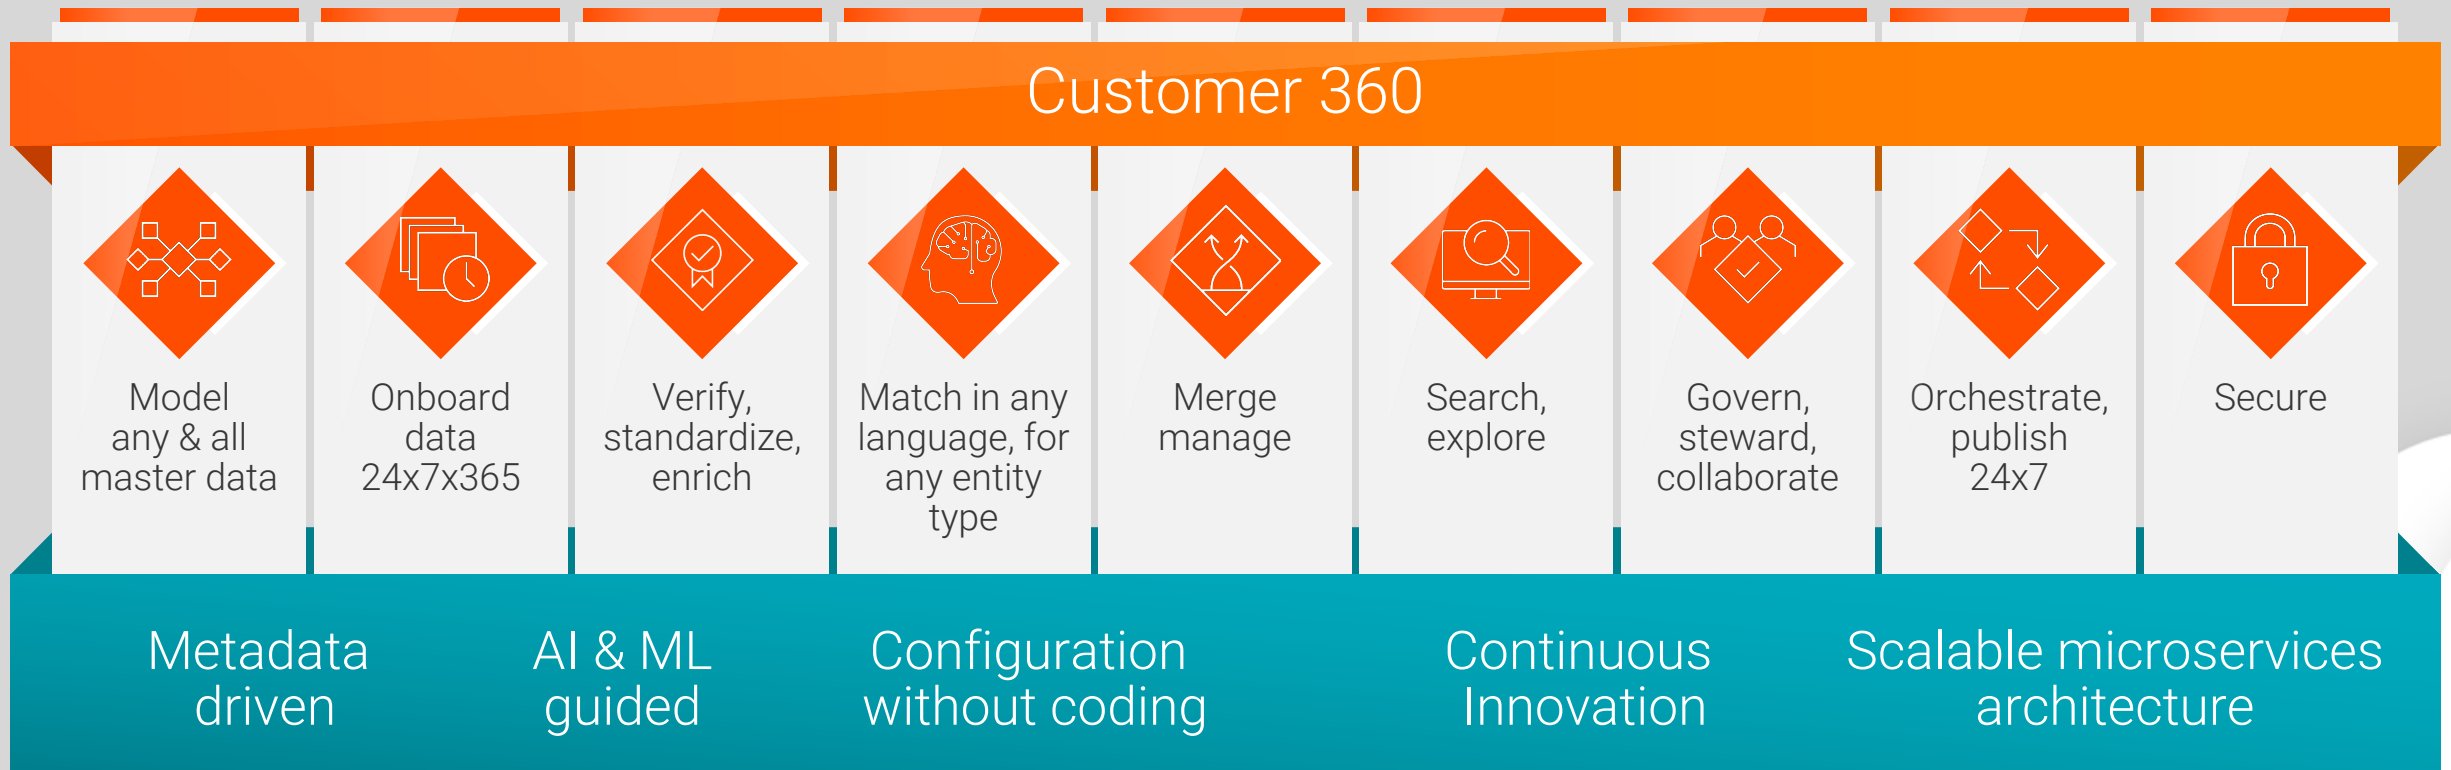 Customer 360
Model
any & all
master data
Onboard
data
24x7x365
Verify,
standardize,
enrich
Match in any
language, for
any entity
type
Merge
manage
Search,
explore
Govern,
steward,
collaborate
Orchestrate,
publish
24x7
Secure
Metadata
driven
AI & ML
guided
Configuration
without coding
Continuous
Innovation
Scalable microservices
architecture